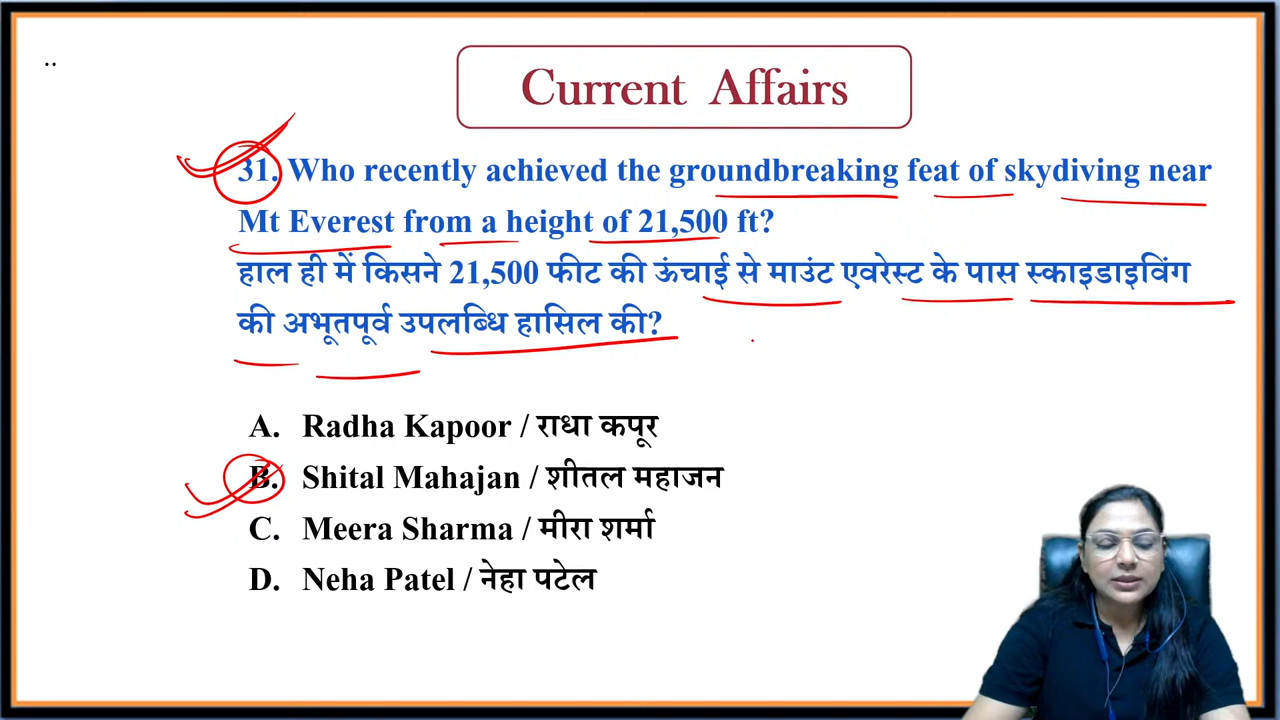 ..
Current Affairs
31. Who recently achieved the groundbreaking feat of skydiving near
Mt Everest from a height of 21,500 ft?
हाल ही में किसने 21,500 फीट की ऊंचाई से माउंट एवरेस्ट के पास स्काइडाइविंग
की अभूतपूर्व उपलब्धि हासिल की?
A. Radha Kapoor / राधा कपूर
B. Shital Mahajan / शीतल महाजन
C. Meera Sharma / मीरा शर्मा
D. Neha Patel / नेहा पटेल